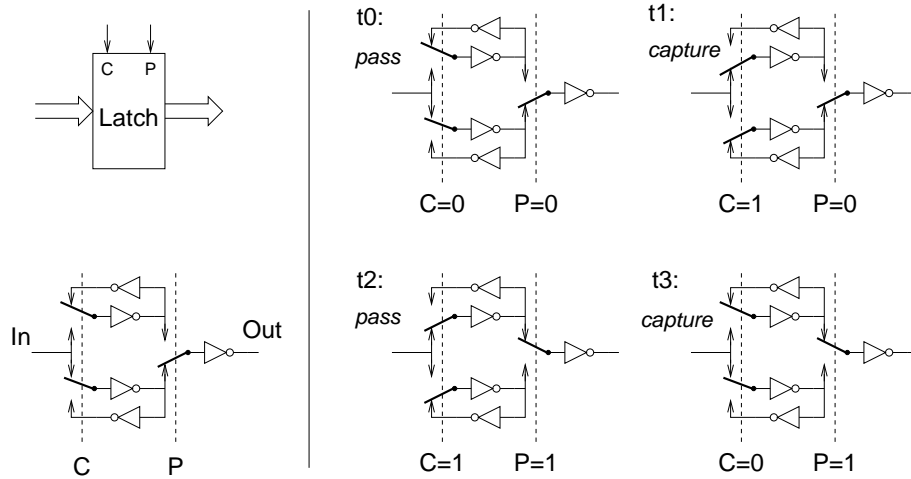 C P
Latch
In
Out
C P
t0:
pass
C=0 P=0
t1:
capture
C=1 P=0
t2:
pass
C=1 P=1
t3:
capture
C=0 P=1